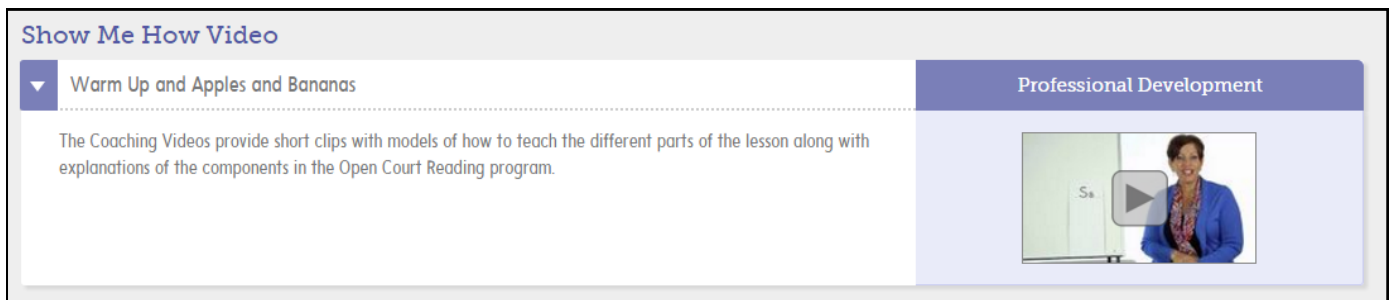 Show Me How Video
Warm Up and Apples and Bananas
Professional Development
The Coaching Videos provide short clips with models of how to teach the different parts of the lesson along with
explanations of the components in the Open Court Reading program.
Ss